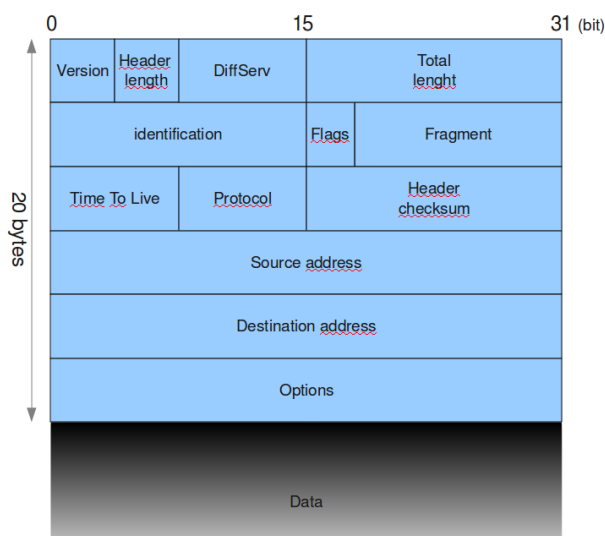 0 15 31 (bit)
Version Header length DiffServ Total lenght
identification Flags Fragment
Time To Live Protocol Header checksum
20 bytes
Source address
Destination address
Options
Data